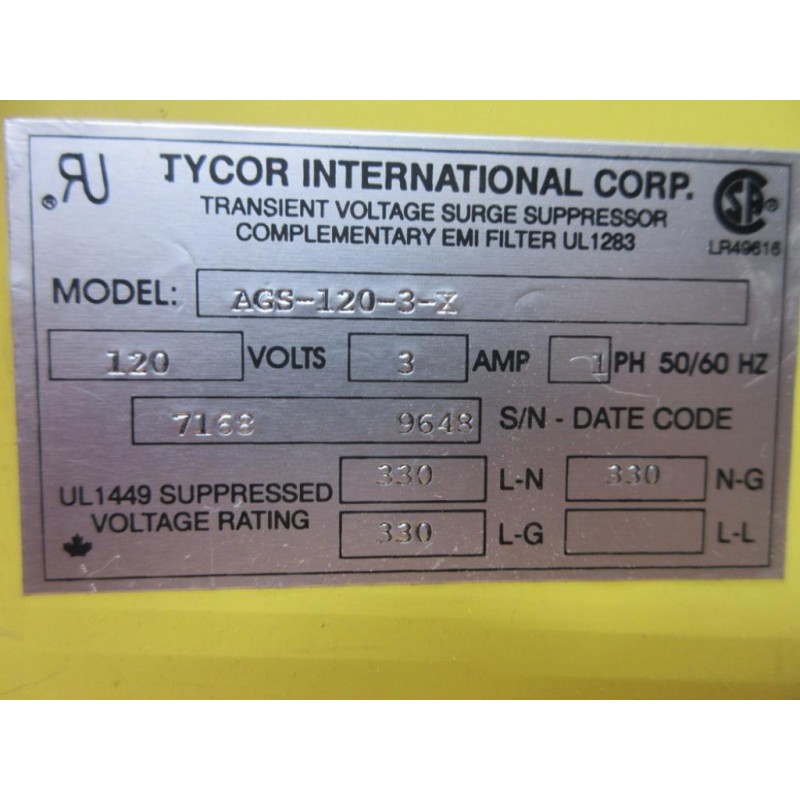 TYCOR INTERNATIONAL CORP.
TRANSIENT VOLTAGE SURGE SUPPRESSOR
COMPLEMENTARY EMI FILTER UL1283
LR49616
MODEL: AGS-120-3-X
120 VOLTS 3 AMP 1 PH 50/60 HZ
7168 9648 S/N - DATE CODE
UL1449 SUPPRESSED VOLTAGE RATING
330 L-N 330 N-G
330 L-G L-L